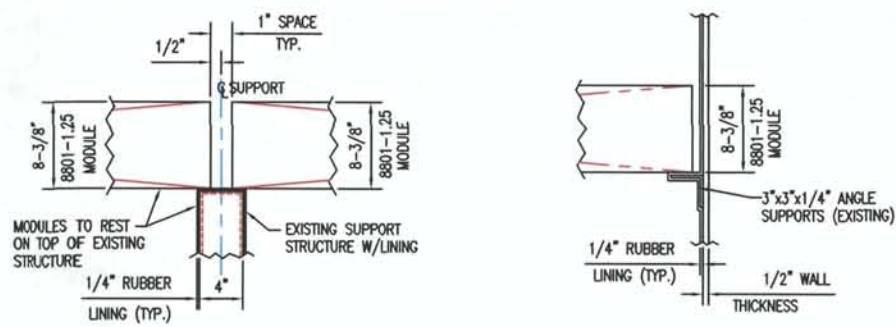 1" SPACE
TYP.
1/2"
℄ SUPPORT
8-3/8"
8801-1.25
MODULE
8-3/8"
8801-1.25
MODULE
MODULES TO REST
ON TOP OF EXISTING
STRUCTURE
EXISTING SUPPORT
STRUCTURE W/LINING
1/4" RUBBER
LINING (TYP.)
4"
8-3/8"
8801-1.25
MODULE
3"x3"x1/4" ANGLE
SUPPORTS (EXISTING)
1/4" RUBBER
LINING (TYP.)
1/2" WALL
THICKNESS